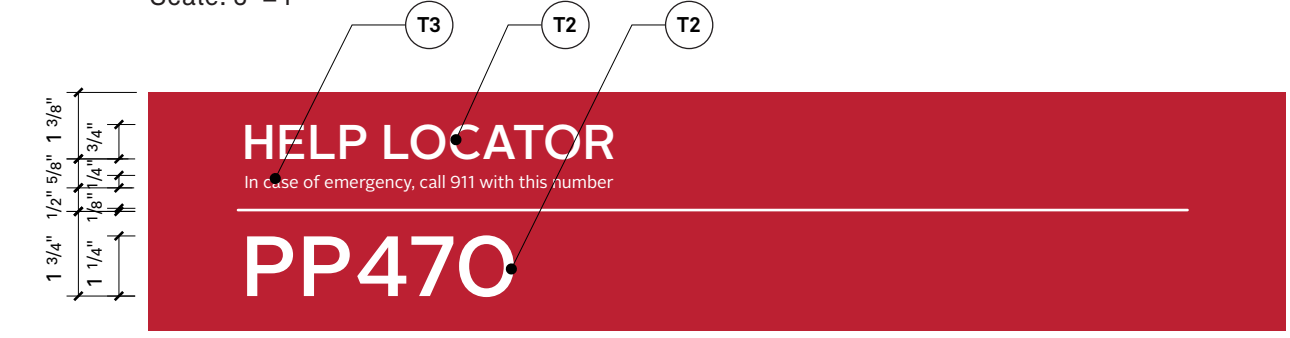 T3 T2 T2
1 3/8" 3/4"
HELP LOCATOR
5/8" 1/4"
In case of emergency, call 911 with this number
1/2" 1/8"
1 3/4" 1 1/4"
PP470